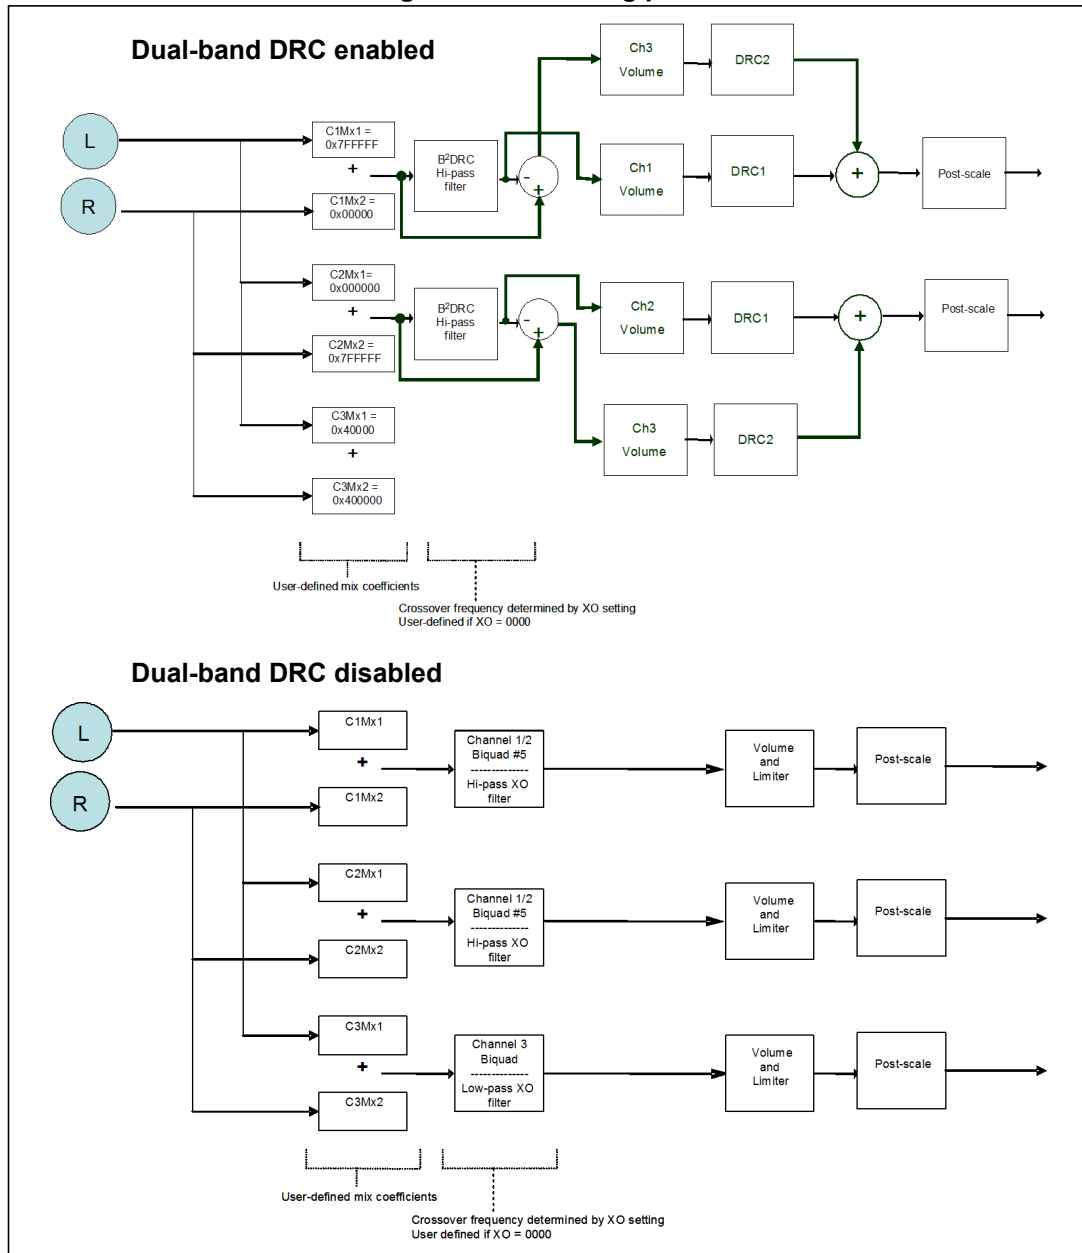 Dual-band DRC enabled
L
R
C1Mx1 =
0x7FFFFF
+
C1Mx2 =
0x00000
B²DRC
Hi-pass
filter
-
+
Ch3
Volume
DRC2
Ch1
Volume
DRC1
+
Post-scale
C2Mx1=
0x000000
+
C2Mx2 =
0x7FFFFF
B²DRC
Hi-pass
filter
-
+
Ch2
Volume
DRC1
+
Post-scale
C3Mx1 =
0x40000
+
C3Mx2 =
0x400000
Ch3
Volume
DRC2
User-defined mix coefficients
Crossover frequency determined by XO setting
User-defined if XO = 0000
Dual-band DRC disabled
L
R
C1Mx1
+
C1Mx2
Channel 1/2
Biquad #5
--------------
Hi-pass XO
filter
Volume
and
Limiter
Post-scale
C2Mx1
+
C2Mx2
Channel 1/2
Biquad #5
--------------
Hi-pass XO
filter
Volume
and
Limiter
Post-scale
C3Mx1
+
C3Mx2
Channel 3
Biquad
--------------
Low-pass XO
filter
Volume
and
Limiter
Post-scale
User-defined mix coefficients
Crossover frequency determined by XO setting
User defined if XO = 0000